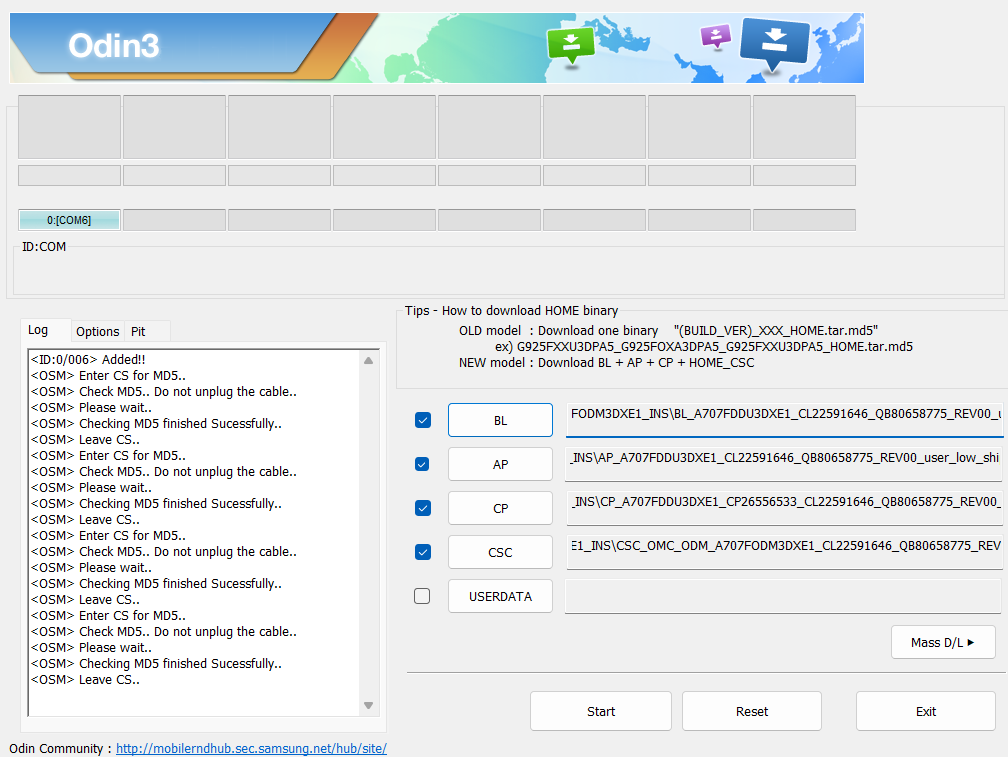 Odin3
0:[COM6]
ID:COM
Log Options Pit
<ID:0/006> Added!!
<OSM> Enter CS for MD5..
<OSM> Check MD5.. Do not unplug the cable..
<OSM> Please wait..
<OSM> Checking MD5 finished Sucessfully..
<OSM> Leave CS..
<OSM> Enter CS for MD5..
<OSM> Check MD5.. Do not unplug the cable..
<OSM> Please wait..
<OSM> Checking MD5 finished Sucessfully..
<OSM> Leave CS..
<OSM> Enter CS for MD5..
<OSM> Check MD5.. Do not unplug the cable..
<OSM> Please wait..
<OSM> Checking MD5 finished Sucessfully..
<OSM> Leave CS..
<OSM> Enter CS for MD5..
<OSM> Check MD5.. Do not unplug the cable..
<OSM> Please wait..
<OSM> Checking MD5 finished Sucessfully..
<OSM> Leave CS..
Tips - How to download HOME binary
OLD model : Download one binary "(BUILD_VER)_XXX_HOME.tar.md5"
ex) G925FXXU3DPA5_G925FOXA3DPA5_G925FXXU3DPA5_HOME.tar.md5
NEW model : Download BL + AP + CP + HOME_CSC
BL FODM3DXE1_INS\BL_A707FDDU3DXE1_CL22591646_QB80658775_REV00_u
AP _INS\AP_A707FDDU3DXE1_CL22591646_QB80658775_REV00_user_low_shi
CP _INS\CP_A707FDDU3DXE1_CP26556533_CL22591646_QB80658775_REV00_
CSC E1_INS\CSC_OMC_ODM_A707FODM3DXE1_CL22591646_QB80658775_REV
USERDATA
Mass D/L
Start Reset Exit
Odin Community : http://mobilerndhub.sec.samsung.net/hub/site/